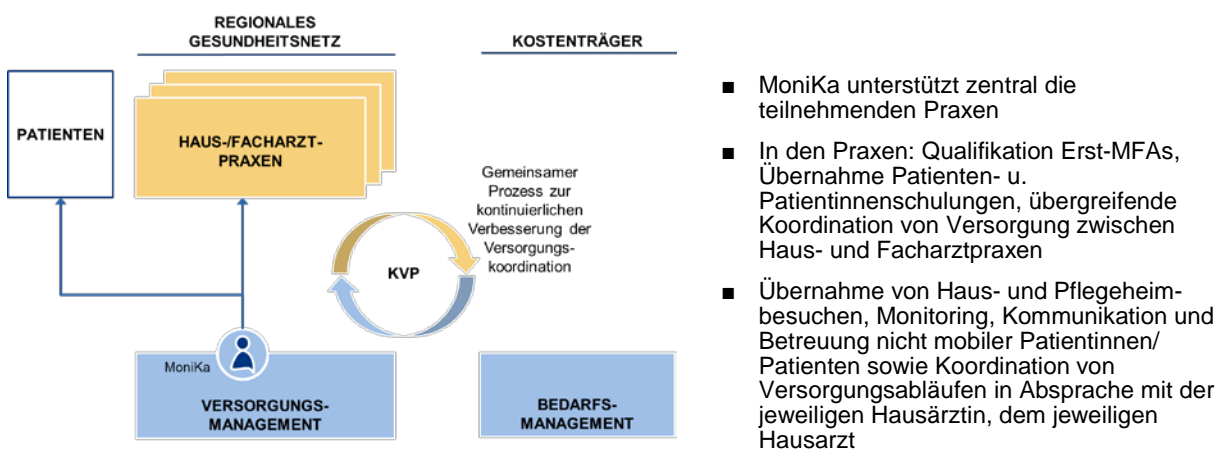 REGIONALES
GESUNDHEITSNETZ
KOSTENTRÄGER
PATIENTEN
HAUS-/FACHARZT-
PRAXEN
Gemeinsamer
Prozess zur
kontinuierlichen
Verbesserung der
Versorgungs-
koordination
KVP
MoniKa
VERSORGUNGS-
MANAGEMENT
BEDARFS-
MANAGEMENT
■ MoniKa unterstützt zentral die
teilnehmenden Praxen
■ In den Praxen: Qualifikation Erst-MFAs,
Übernahme Patienten- u.
Patientinnenschulungen, übergreifende
Koordination von Versorgung zwischen
Haus- und Facharztpraxen
■ Übernahme von Haus- und Pflegeheim-
besuchen, Monitoring, Kommunikation und
Betreuung nicht mobiler Patientinnen/
Patienten sowie Koordination von
Versorgungsabläufen in Absprache mit der
jeweiligen Hausärztin, dem jeweiligen
Hausarzt